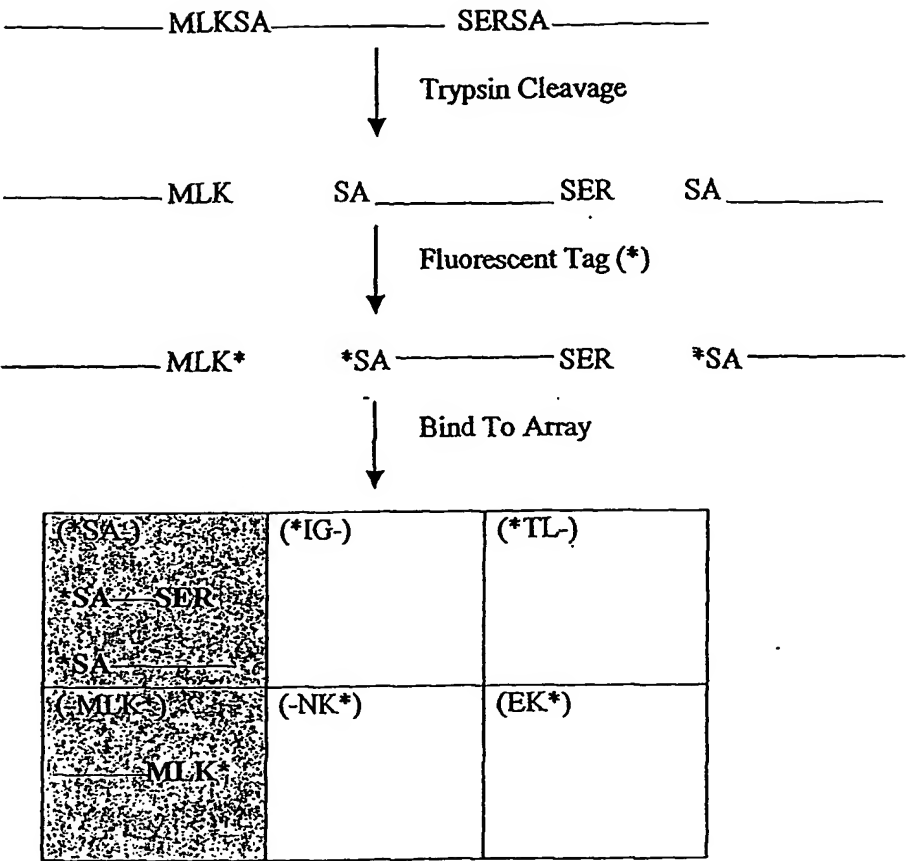 MLKSA SERSA
Trypsin Cleavage
MLK SA SER SA
Fluorescent Tag (*)
MLK* *SA SER *SA
Bind To Array
(*SA-) (*IG-) (*TL-)
*SA SER
*SA
(-MLK*) (-NK*) (EK*)
MLK*